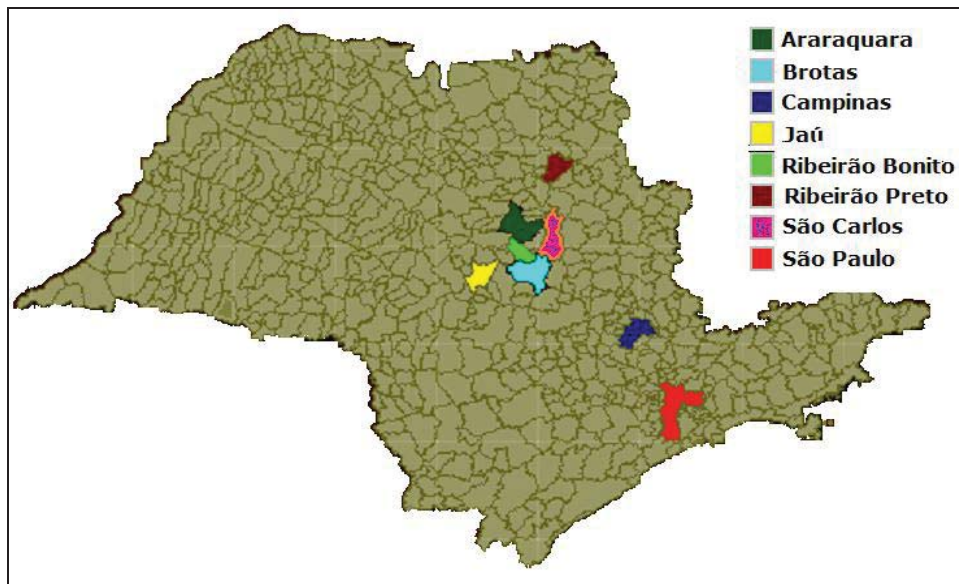 Araraquara
Brotas
Campinas
Jaú
Ribeirão Bonito
Ribeirão Preto
São Carlos
São Paulo